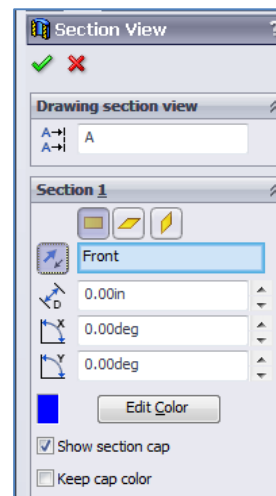 Section View ?
Drawing section view
A
A
A
Section 1
Front
D
0.00in
X
0.00deg
Y
0.00deg
Edit Color
Show section cap
Keep cap color